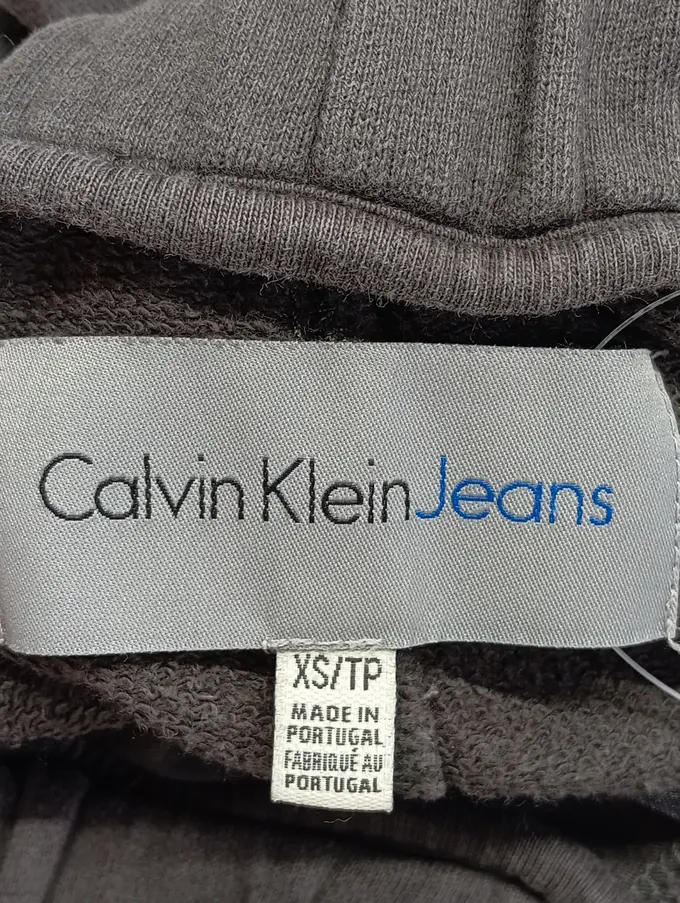 Calvin Klein Jeans
XS/TP
MADE IN
PORTUGAL
FABRIQUÉ AU
PORTUGAL